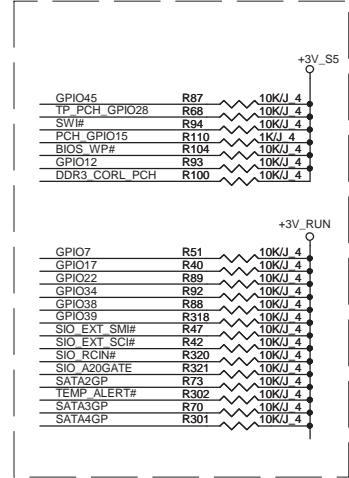 +3V_S5
GPIO45 R87 10K/J_4
TP_PCH_GPIO28 R68 10K/J_4
SWI# R94 10K/J_4
PCH_GPIO15 R110 1K/J_4
BIOS_WP# R104 10K/J_4
GPIO12 R93 10K/J_4
DDR3_CORL_PCH R100 10K/J_4
+3V_RUN
GPIO7 R51 10K/J_4
GPIO17 R40 10K/J_4
GPIO22 R89 10K/J_4
GPIO34 R92 10K/J_4
GPIO38 R88 10K/J_4
GPIO39 R318 10K/J_4
SIO_EXT_SMI# R47 10K/J_4
SIO_EXT_SCI# R42 10K/J_4
SIO_RCIN# R320 10K/J_4
SIO_A20GATE R321 10K/J_4
SATA2GP R73 10K/J_4
TEMP_ALERT# R302 10K/J_4
SATA3GP R70 10K/J_4
SATA4GP R301 10K/J_4